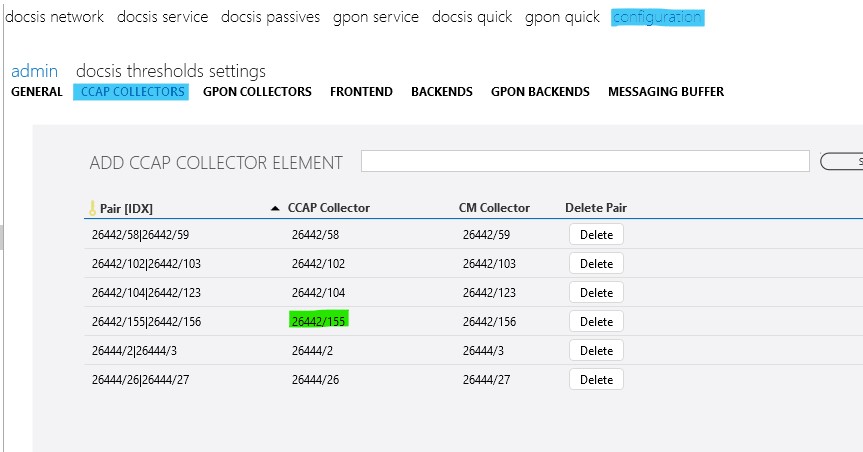 docsis network docsis service docsis passives gpon service docsis quick gpon quick configuration
admin docsis thresholds settings
GENERAL CCAP COLLECTORS GPON COLLECTORS FRONTEND BACKENDS GPON BACKENDS MESSAGING BUFFER
ADD CCAP COLLECTOR ELEMENT S
Pair [IDX] CCAP Collector CM Collector Delete Pair
26442/58|26442/59 26442/58 26442/59 Delete
26442/102|26442/103 26442/102 26442/103 Delete
26442/104|26442/123 26442/104 26442/123 Delete
26442/155|26442/156 26442/155 26442/156 Delete
26444/2|26444/3 26444/2 26444/3 Delete
26444/26|26444/27 26444/26 26444/27 Delete